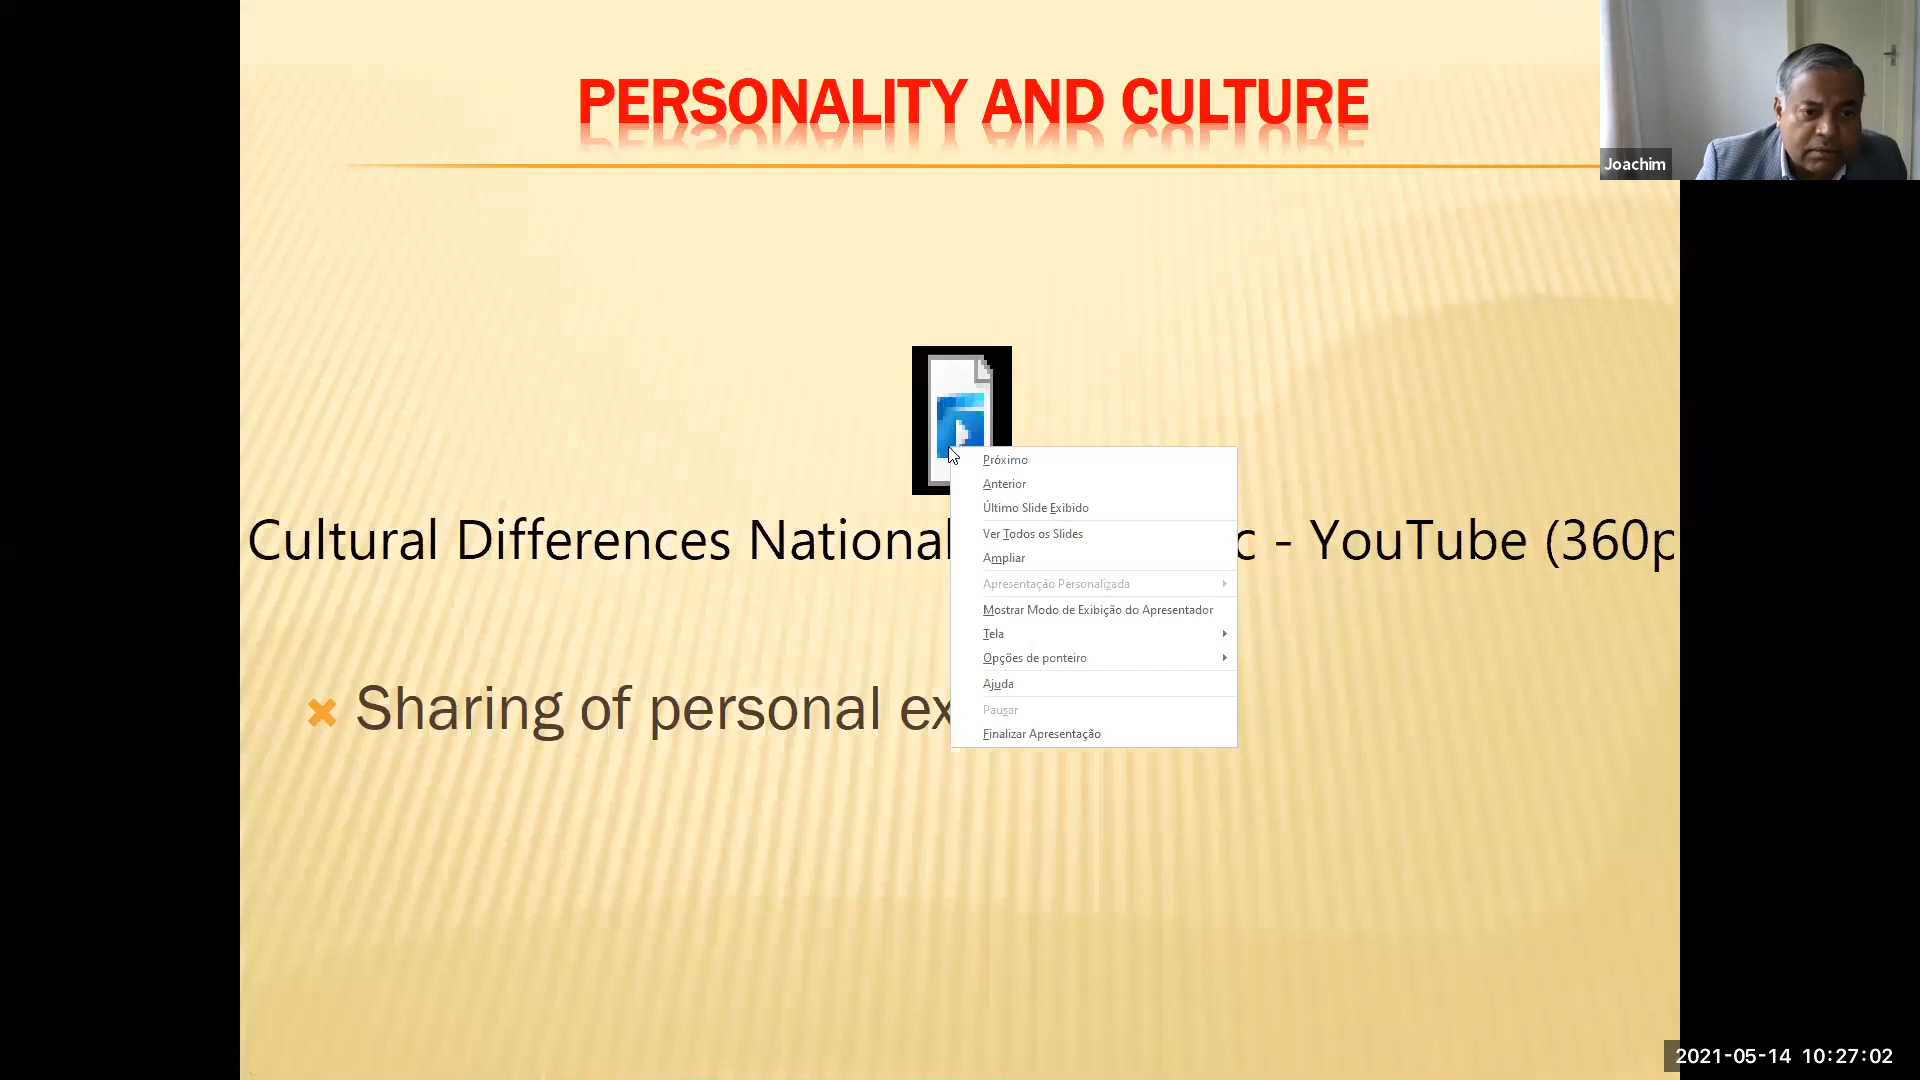 PERSONALITY AND CULTURE
Joachim
Cultural Differences National
c - YouTube (360p
Sharing of personal ex
Próximo
Anterior
Último Slide Exibido
Ver Todos os Slides
Ampliar
Apresentação Personalizada
Mostrar Modo de Exibição do Apresentador
Tela
Opções de ponteiro
Ajuda
Pausar
Finalizar Apresentação
2021-05-14 10:27:02